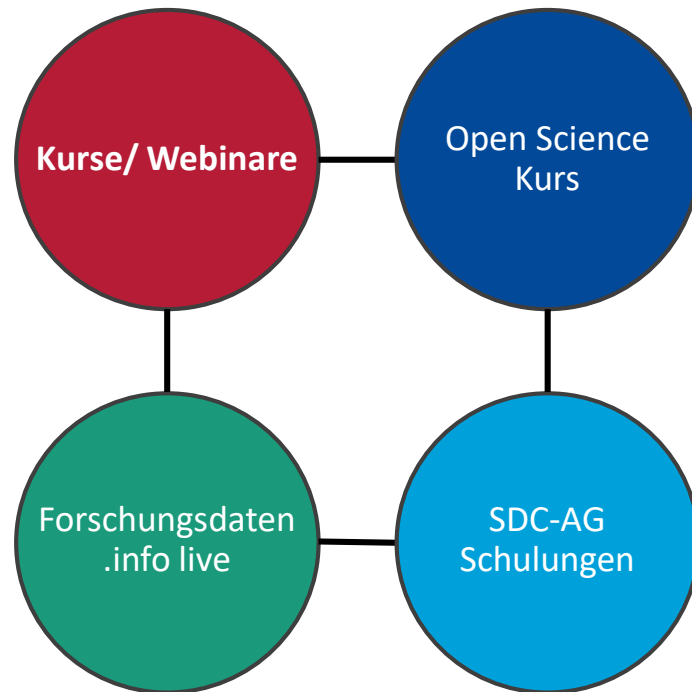 Kurse/ Webinare
Open Science
Kurs
Forschungsdaten
.info live
SDC-AG
Schulungen